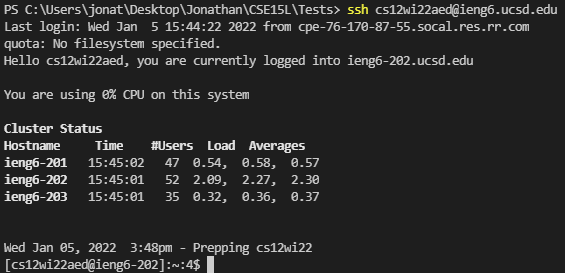 PS C:\Users\jonat\Desktop\Jonathan\CSE15L\Tests> ssh cs12wi22aed@ieng6.ucsd.edu
Last login: Wed Jan  5 15:44:22 2022 from cpe-76-170-87-55.socal.res.rr.com
quota: No filesystem specified.
Hello cs12wi22aed, you are currently logged into ieng6-202.ucsd.edu

You are using 0% CPU on this system

Cluster Status
Hostname     Time    #Users  Load  Averages
ieng6-201   15:45:02   47  0.54,  0.58,  0.57
ieng6-202   15:45:01   52  2.09,  2.27,  2.30
ieng6-203   15:45:01   35  0.32,  0.36,  0.37

Wed Jan 05, 2022  3:48pm - Prepping cs12wi22
[cs12wi22aed@ieng6-202]:~:4$